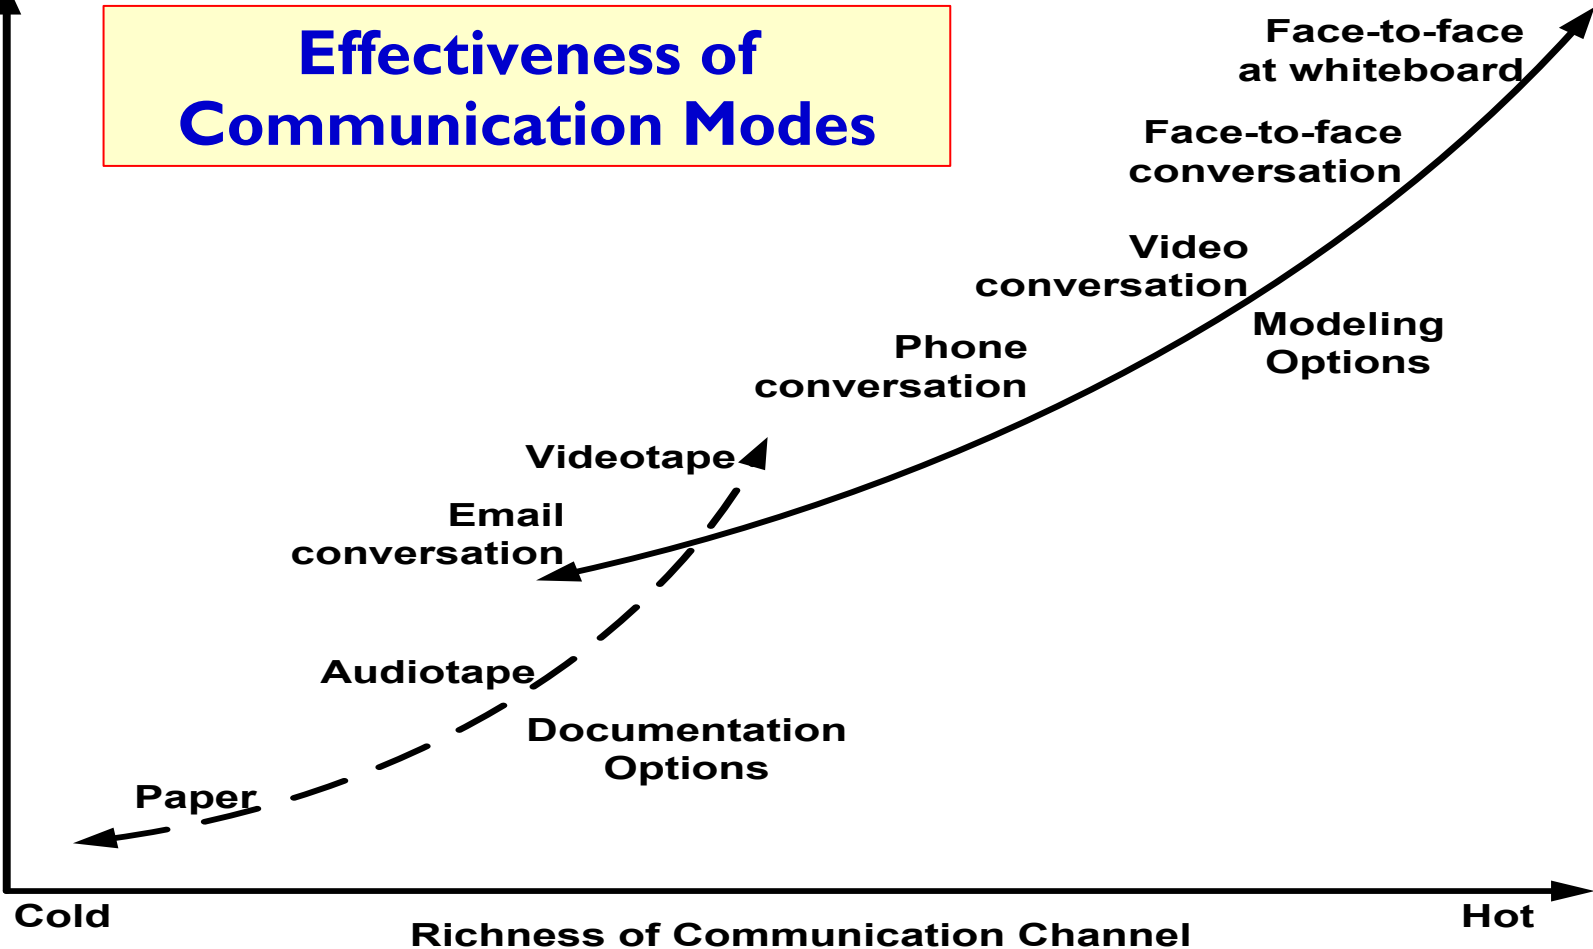 Effectiveness of
Communication Modes
Face-to-face
at whiteboard
Face-to-face
conversation
Video
conversation
Modeling
Options
Phone
conversation
Videotape
Email
conversation
Audiotape
Documentation
Options
Paper
Cold
Hot
Richness of Communication Channel